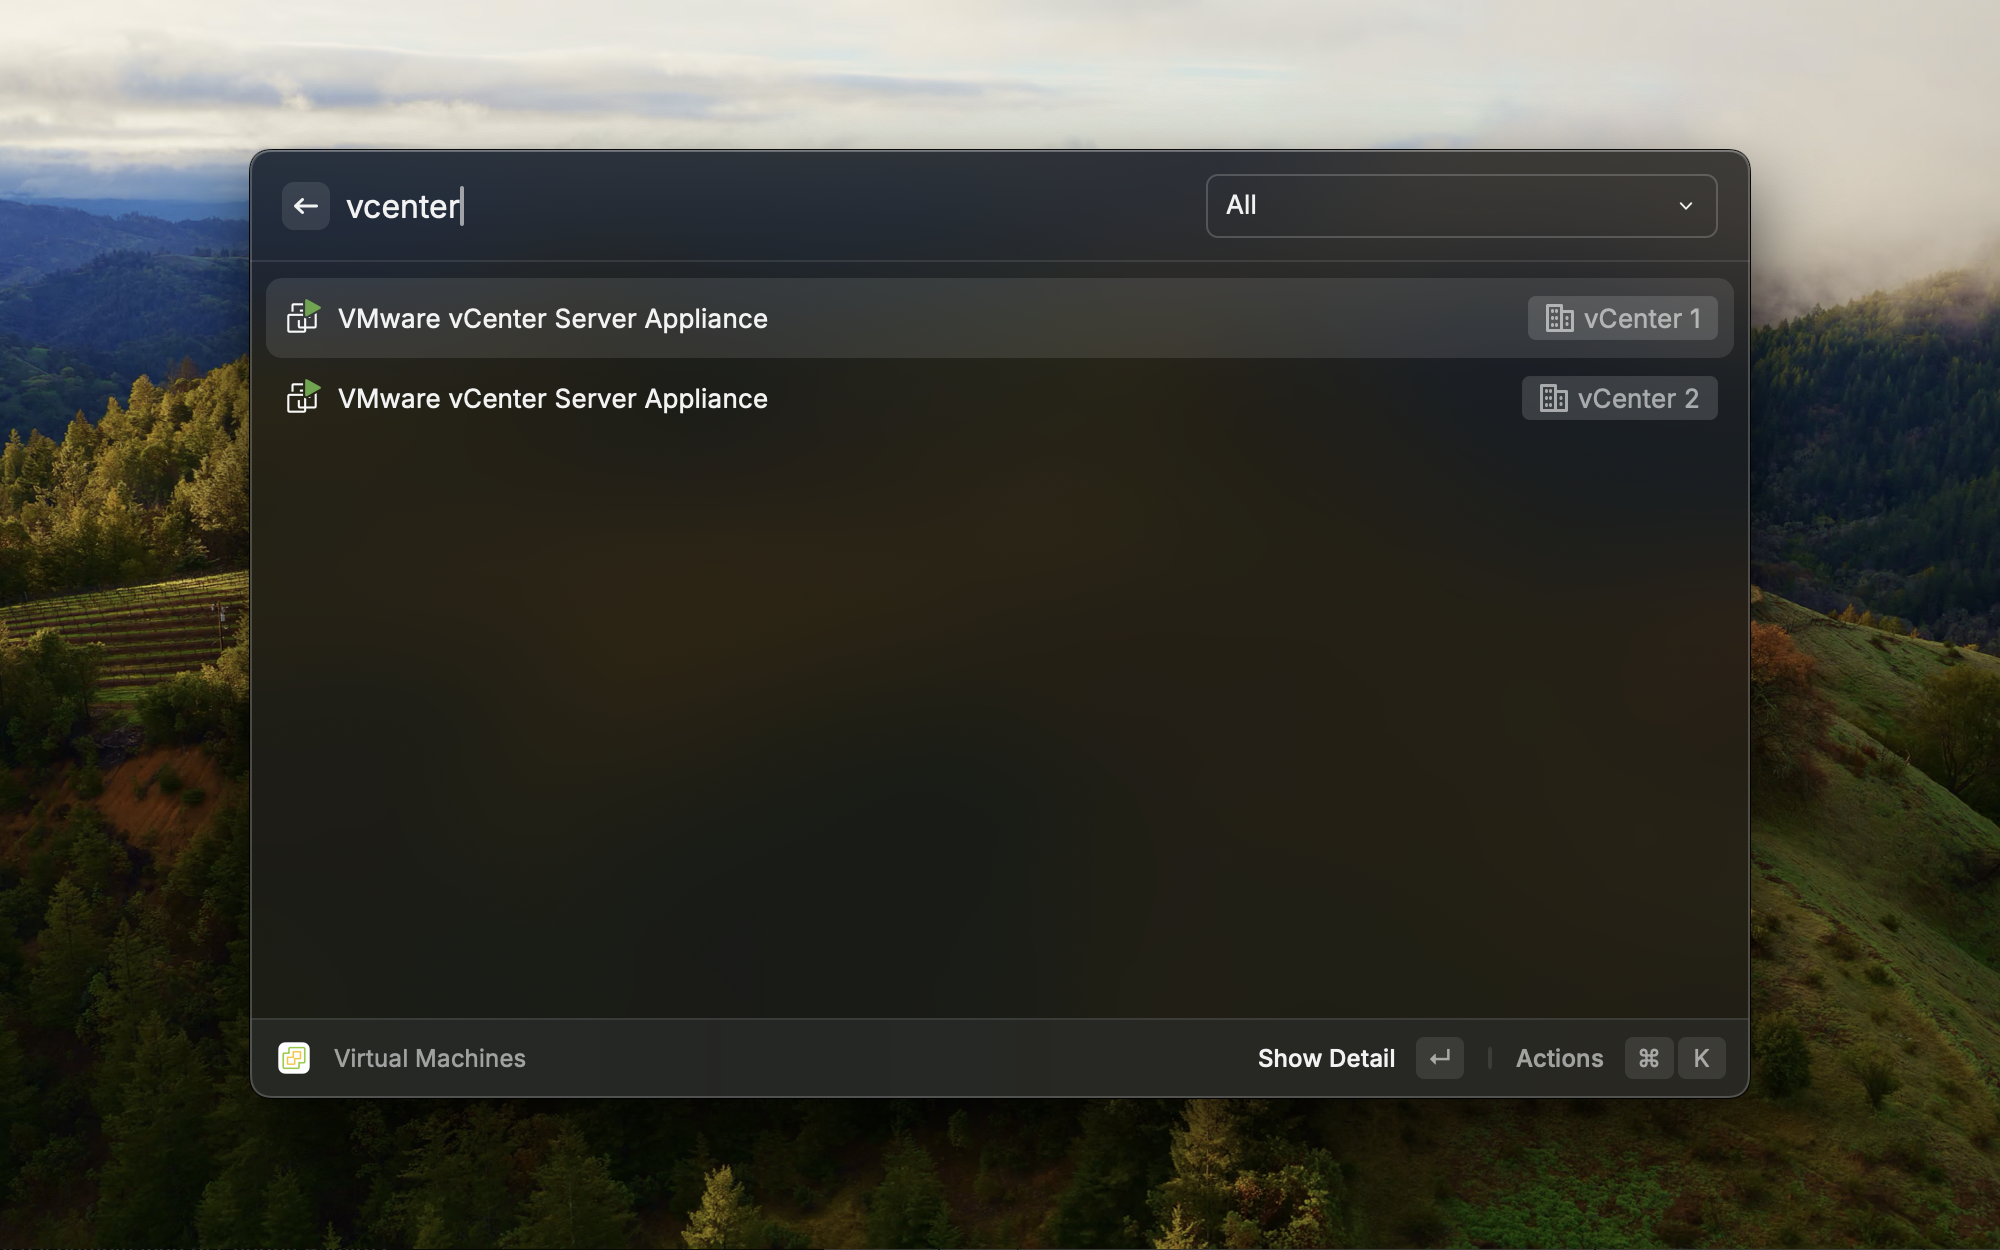 vcenter All
VMware vCenter Server Appliance vCenter 1
VMware vCenter Server Appliance vCenter 2
Virtual Machines Show Detail ↵ Actions ⌘ K